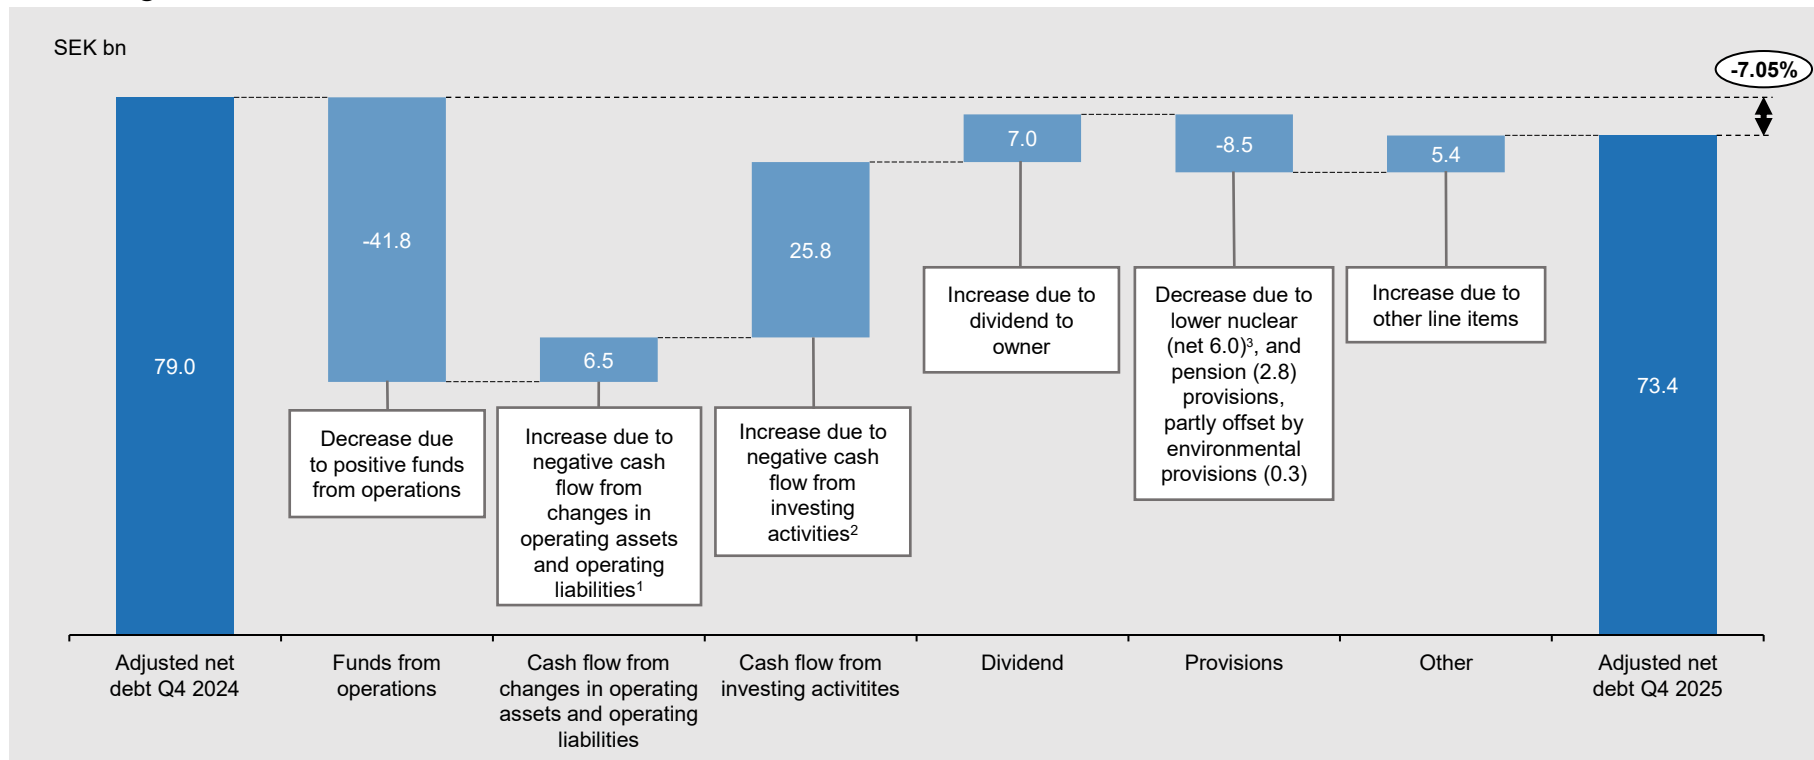 SEK bn
-7.05%
79.0
-41.8
6.5
25.8
7.0
-8.5
5.4
73.4
Decrease due
to positive funds
from operations
Increase due to
negative cash
flow from
changes in
operating assets
and operating
liabilities¹
Increase due to
negative cash
flow from
investing
activities²
Increase due to
dividend to
owner
Decrease due to
lower nuclear
(net 6.0)³, and
pension (2.8)
provisions,
partly offset by
environmental
provisions (0.3)
Increase due to
other line items
Adjusted net
debt Q4 2024
Funds from
operations
Cash flow from
changes in operating
assets and operating
liabilities
Cash flow from
investing activitites
Dividend
Provisions
Other
Adjusted net
debt Q4 2025